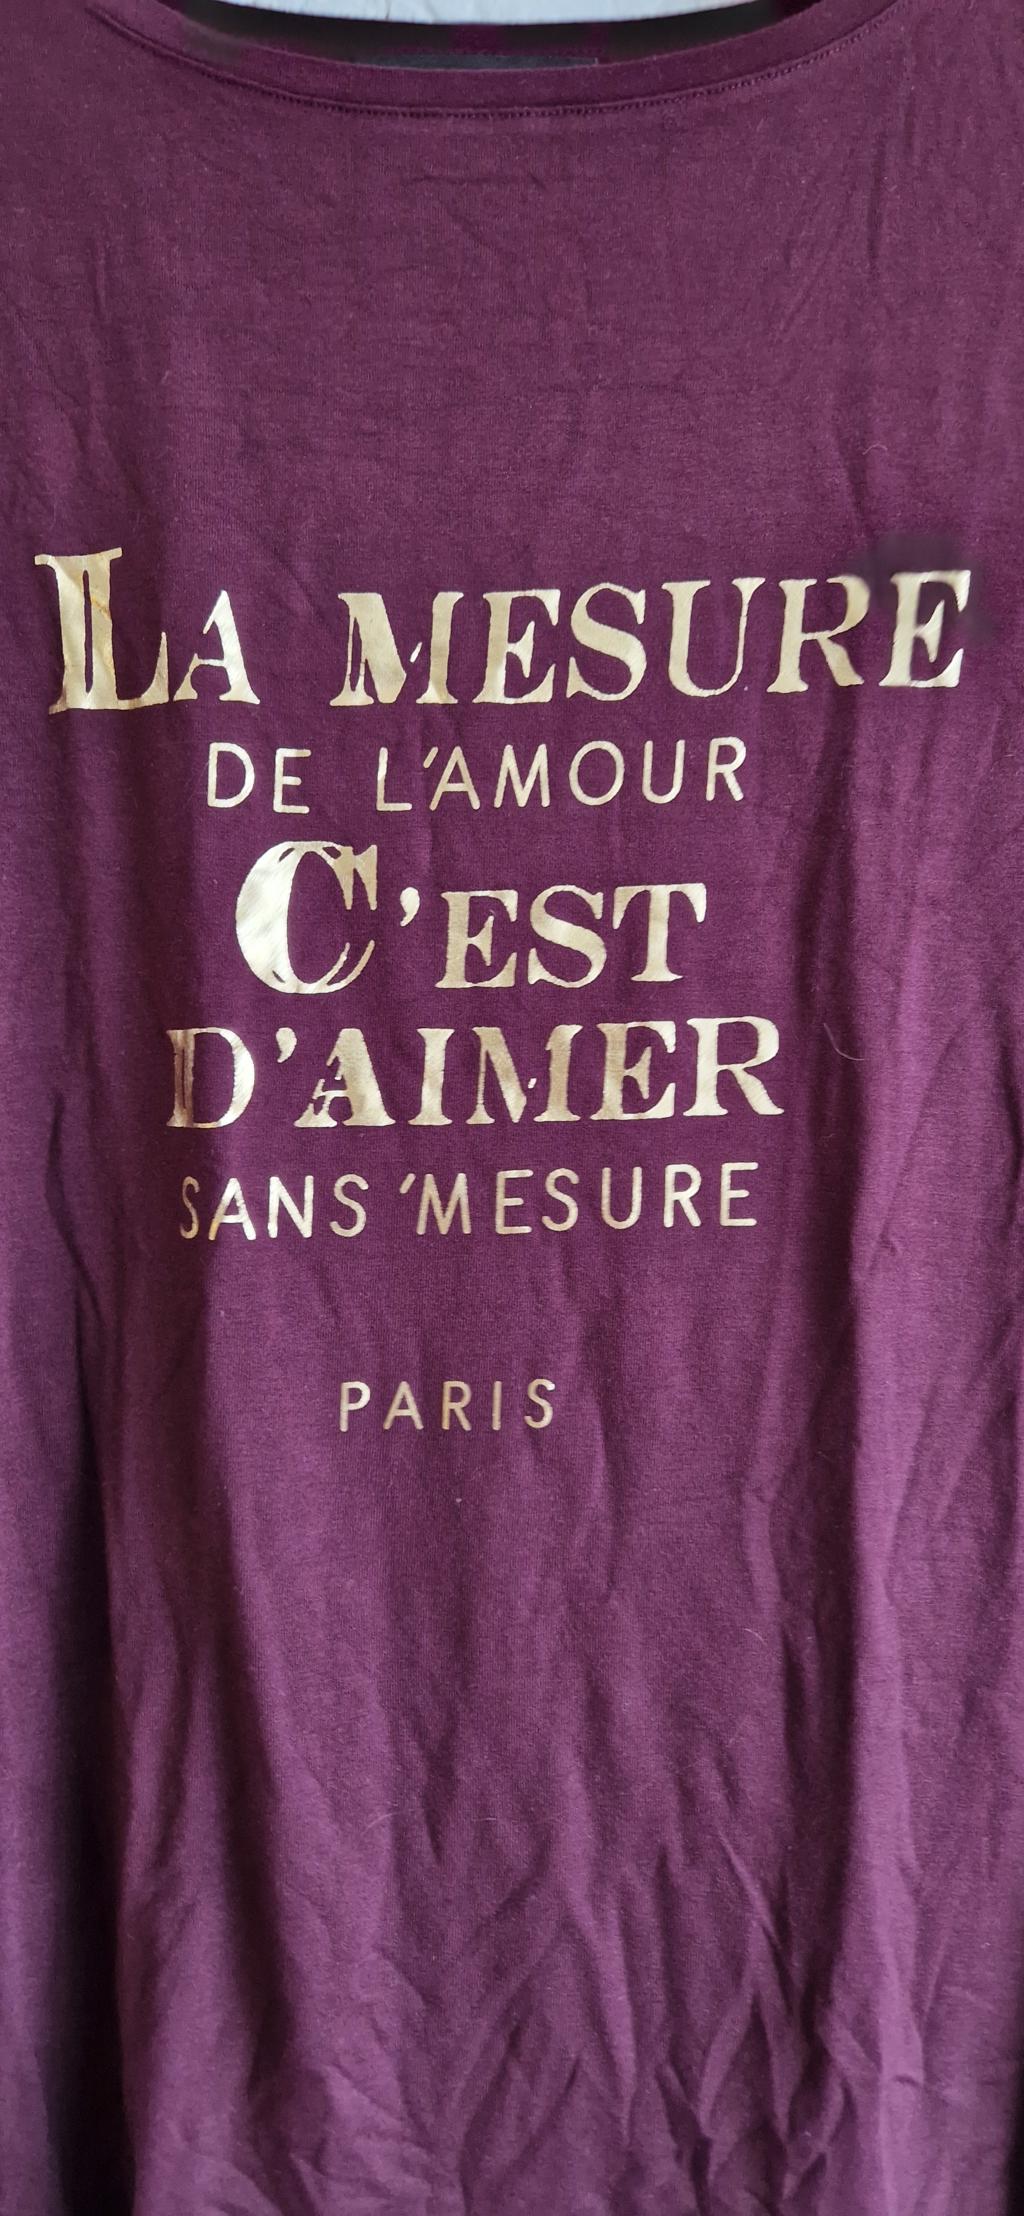 LA MESURE
DE L'AMOUR
C'EST
D'AIMER
SANS 'MESURE
PARIS